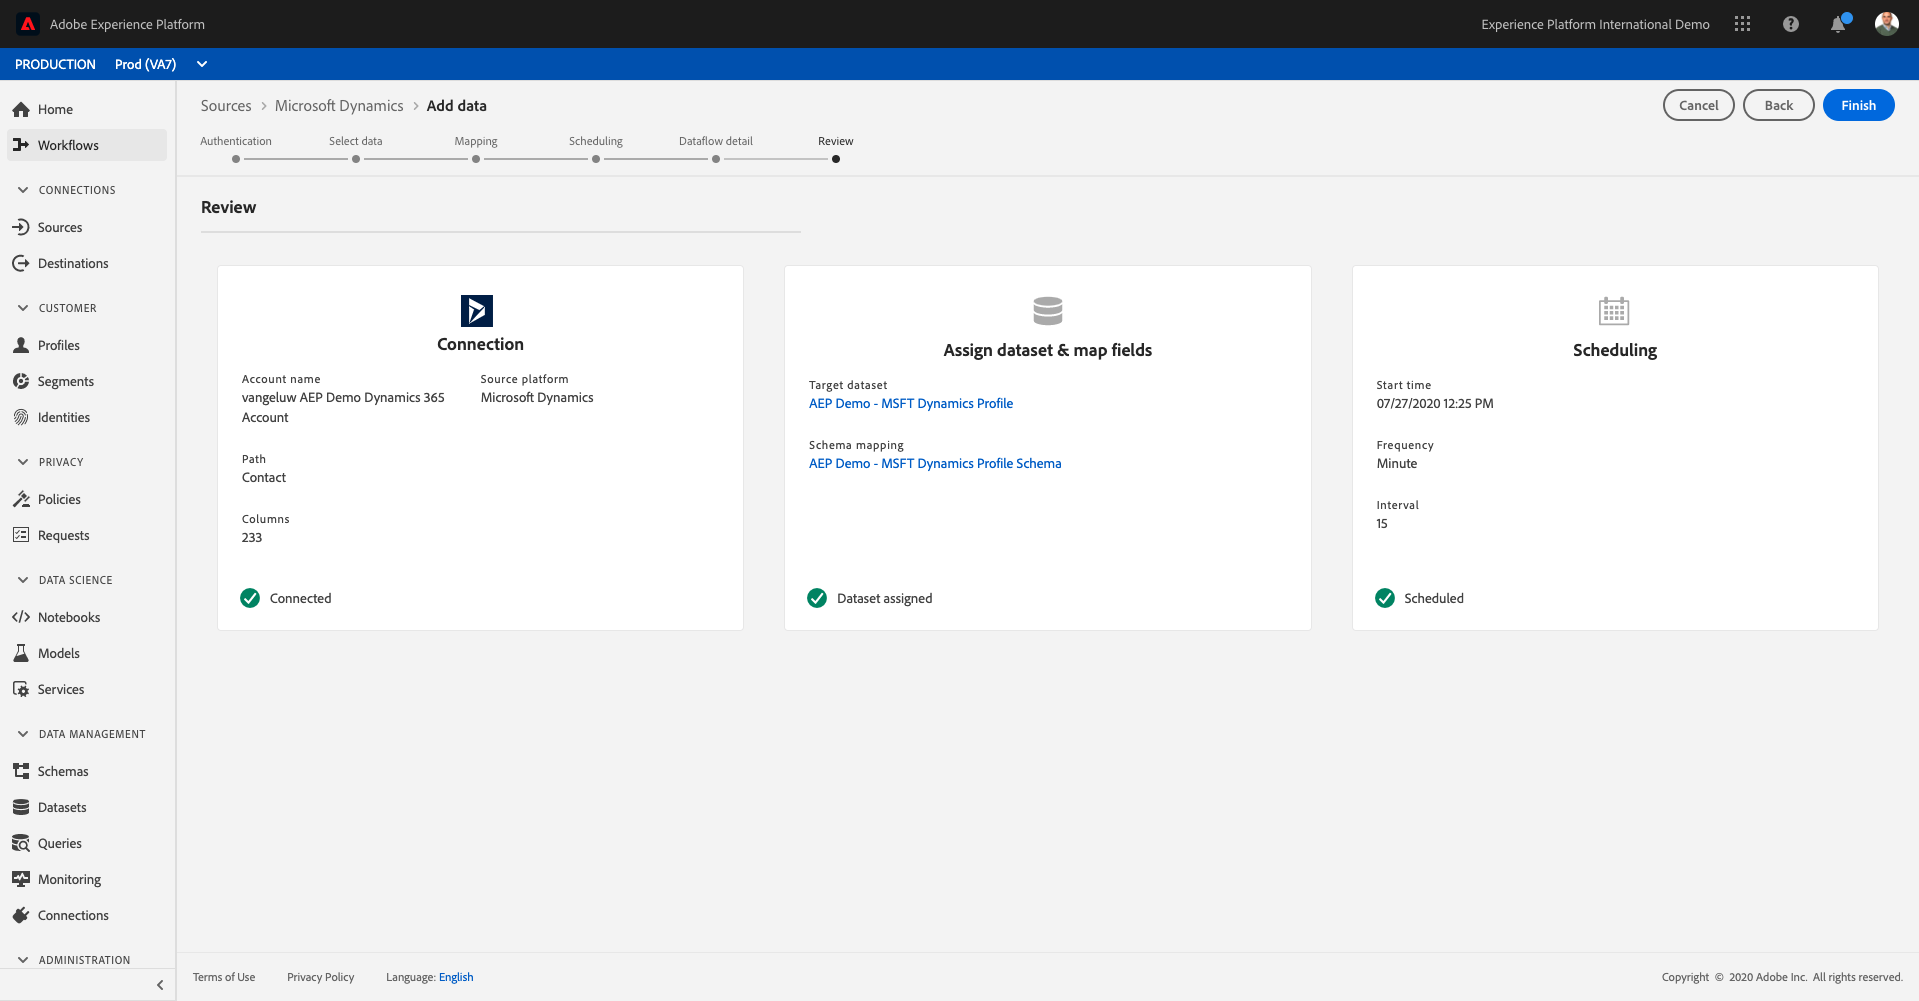 Adobe Experience Platform
Experience Platform International Demo
PRODUCTION Prod (VA7)
Home
Workflows
CONNECTIONS
Sources
Destinations
CUSTOMER
Profiles
Segments
Identities
PRIVACY
Policies
Requests
DATA SCIENCE
Notebooks
Models
Services
DATA MANAGEMENT
Schemas
Datasets
Queries
Monitoring
Connections
ADMINISTRATION
Sources > Microsoft Dynamics > Add data
Cancel
Back
Finish
Authentication
Select data
Mapping
Scheduling
Dataflow detail
Review
Review
Connection
Account name
vangeluw AEP Demo Dynamics 365
Account
Source platform
Microsoft Dynamics
Path
Contact
Columns
233
Connected
Assign dataset & map fields
Target dataset
AEP Demo - MSFT Dynamics Profile
Schema mapping
AEP Demo - MSFT Dynamics Profile Schema
Dataset assigned
Scheduling
Start time
07/27/2020 12:25 PM
Frequency
Minute
Interval
15
Scheduled
Terms of Use
Privacy Policy
Language: English
Copyright © 2020 Adobe Inc. All rights reserved.